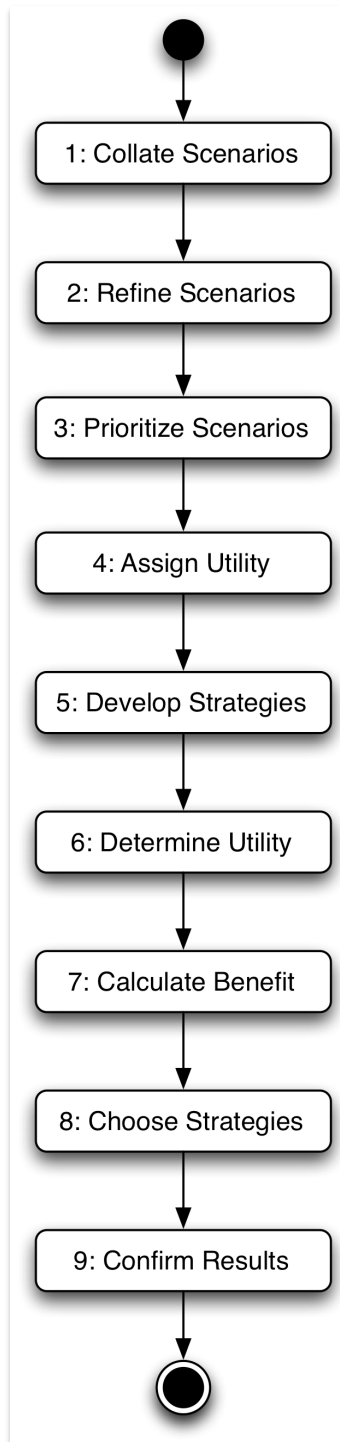 1: Collate Scenarios
2: Refine Scenarios
3: Prioritize Scenarios
4: Assign Utility
5: Develop Strategies
6: Determine Utility
7: Calculate Benefit
8: Choose Strategies
9: Confirm Results